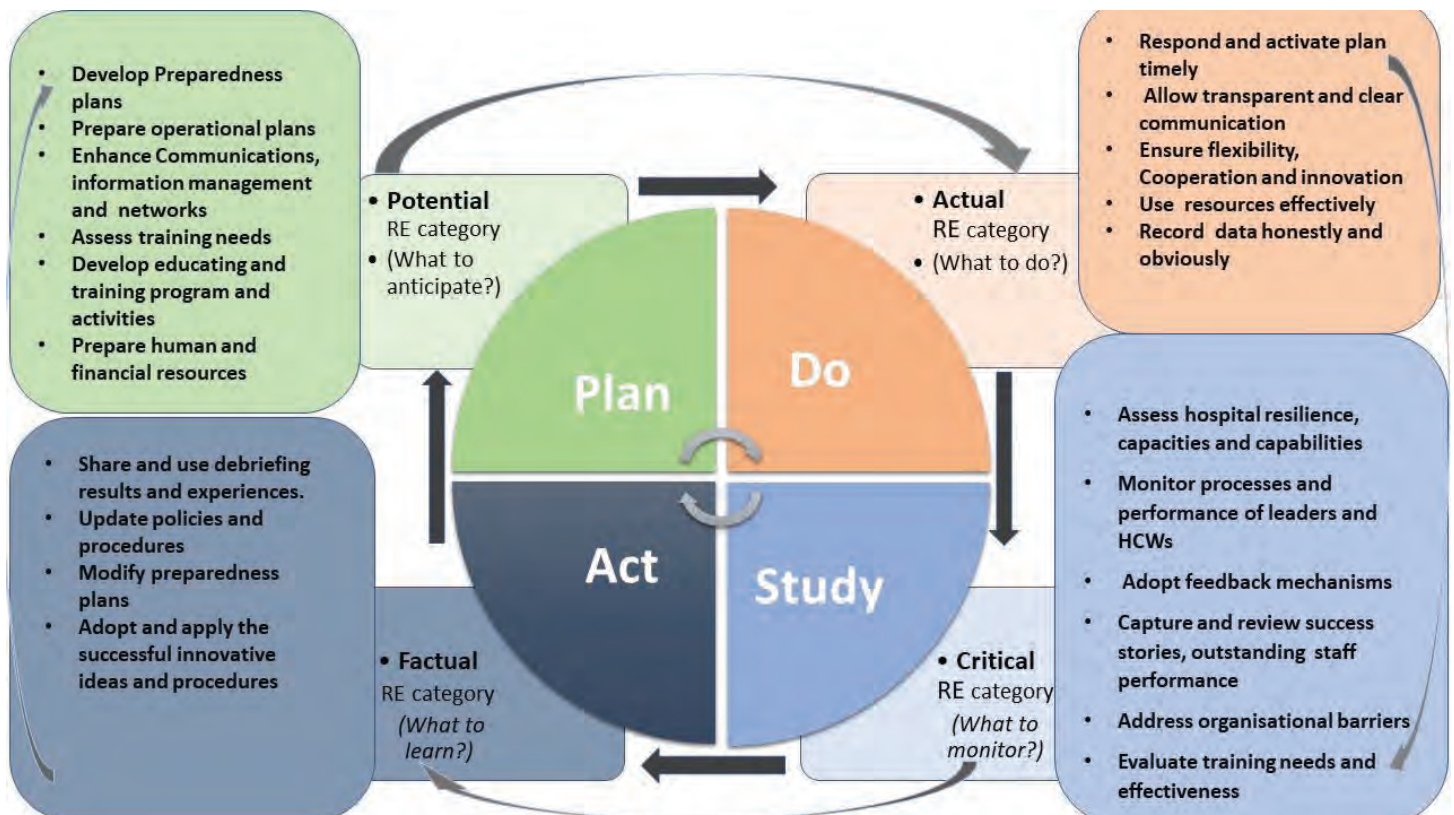 • Develop Preparedness
plans
• Prepare operational plans
• Enhance Communications,
information management
and networks
• Assess training needs
• Develop educating and
training program and
activities
• Prepare human and
financial resources
• Potential
RE category
• (What to
anticipate?)
Plan
• Actual
RE category
• (What to do?)
Do
• Respond and activate plan
timely
• Allow transparent and clear
communication
• Ensure flexibility,
Cooperation and innovation
• Use resources effectively
• Record data honestly and
obviously
• Share and use debriefing
results and experiences.
• Update policies and
procedures
• Modify preparedness
plans
• Adopt and apply the
successful innovative
ideas and procedures
• Factual
RE category
(What to
learn?)
Act
Study
• Critical
RE category
(What to
monitor?)
• Assess hospital resilience,
capacities and capabilities
• Monitor processes and
performance of leaders and
HCWs
• Adopt feedback mechanisms
• Capture and review success
stories, outstanding staff
performance
• Address organisational barriers
• Evaluate training needs and
effectiveness